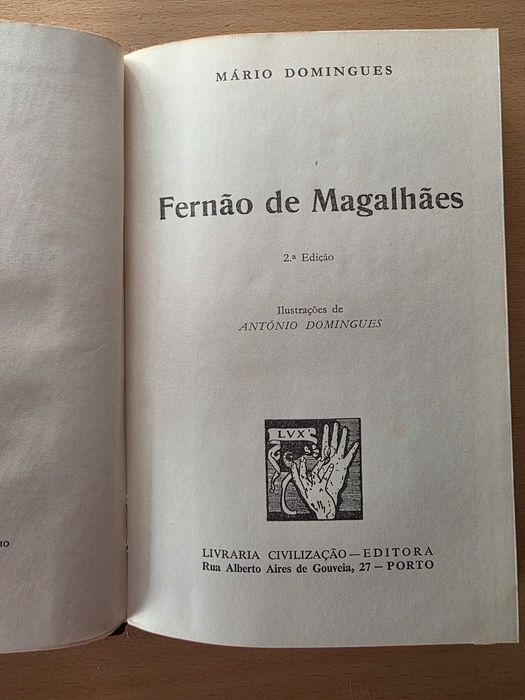 MÁRIO DOMINGUES
Fernão de Magalhães
2.ª Edição
Ilustrações de
ANTÓNIO DOMINGUES
LVX
LIVRARIA CIVILIZAÇÃO — EDITORA
Rua Alberto Aires de Gouveia, 27 — PORTO